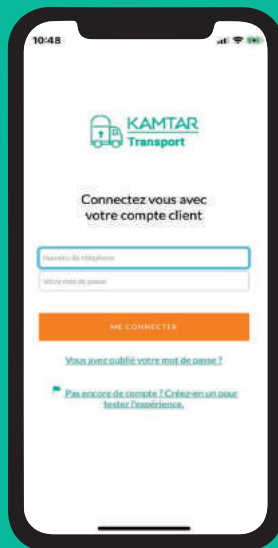 10:48
KAMTAR
Transport
Connectez vous avec
votre compte client
Numéro de téléphone
Votre mot de passe
ME CONNECTER
Vous avez oublié votre mot de passe ?
Pas encore de compte ? Créez-en un pour
tester l'expérience.